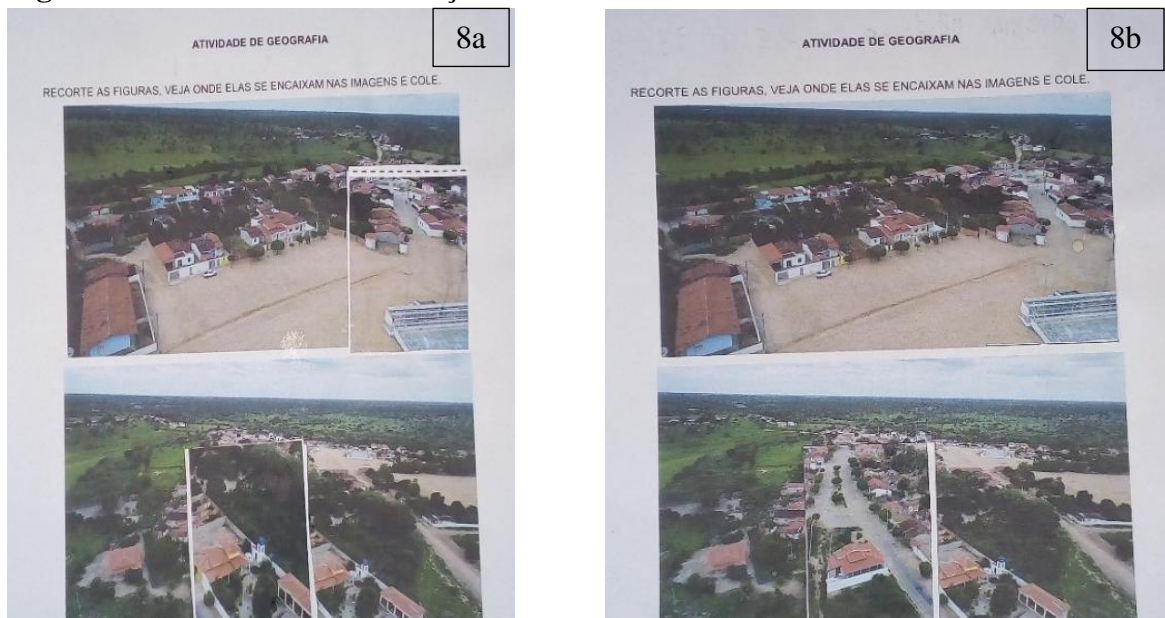 8a
ATIVIDADE DE GEOGRAFIA
RECORTE AS FIGURAS, VEJA ONDE ELAS SE ENCAIXAM NAS IMAGENS E COLE.
8b
ATIVIDADE DE GEOGRAFIA
RECORTE AS FIGURAS, VEJA ONDE ELAS SE ENCAIXAM NAS IMAGENS E COLE.